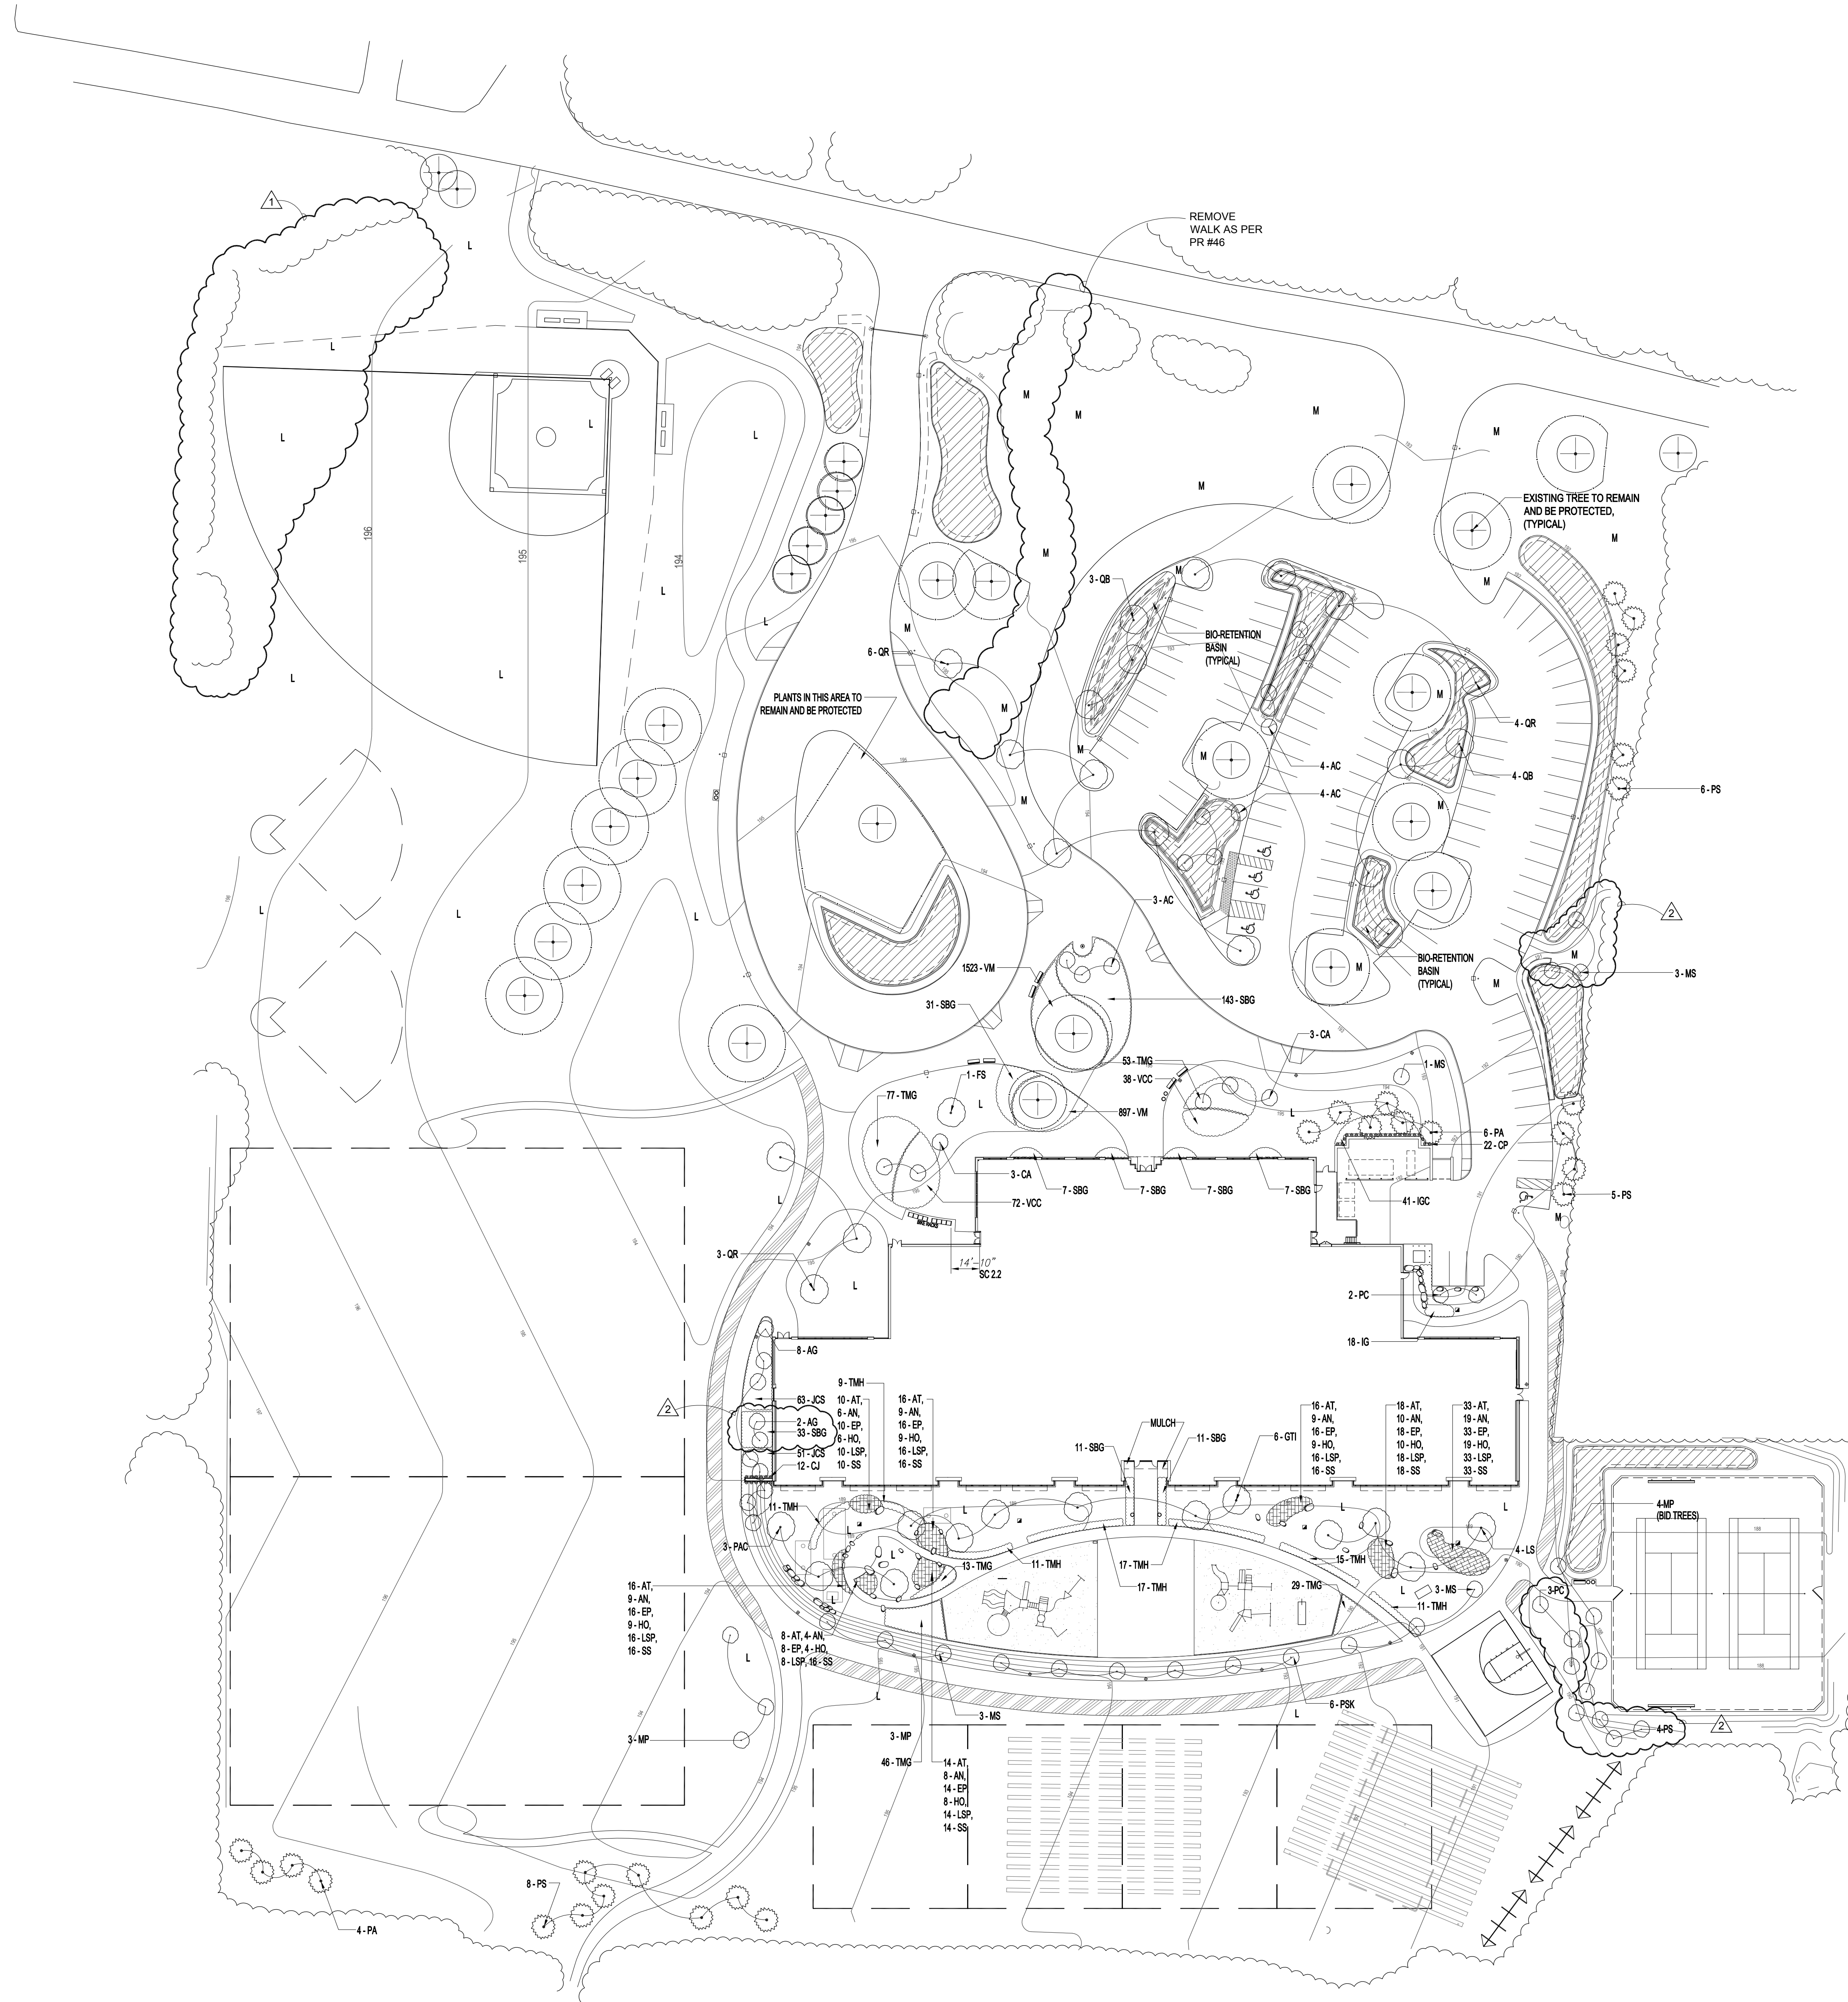 1
REMOVE
WALK AS PER
PR #46
L
L
L
L
L
M
M
M
M
M
196
195
194
EXISTING TREE TO REMAIN
AND BE PROTECTED,
(TYPICAL)
M
M
M
M
L
L
M
3 - QB
BIO-RETENTION
BASIN
(TYPICAL)
6 - QR
L
L
PLANTS IN THIS AREA TO
REMAIN AND BE PROTECTED
M
M
4 - QR
M
M
4 - AC
4 - QB
6 - PS
4 - AC
M
M
L
L
L
3 - AC
2
BIO-RETENTION
BASIN
(TYPICAL)
M
M
M
3 - MS
1523 - VM
31 - SBG
143 - SBG
3 - CA
53 - TMG
38 - VCC
1 - MS
1 - FS
77 - TMG
L
897 - VM
L
6 - PA
22 - CP
3 - CA
7 - SBG
7 - SBG
7 - SBG
7 - SBG
72 - VCC
41 - IGC
5 - PS
L
BIKE RACKS
M
3 - QR
14'-10"
SC 2.2
L
2 - PC
18 - IG
8 - AG
9 - TMH
63 - JCS
2
2 - AG
33 - SBG
51 - JCS
12 - CJ
10 - AT,
6 - AN,
10 - EP,
6 - HO,
10 - LSP,
10 - SS
16 - AT,
9 - AN,
16 - EP,
9 - HO,
16 - LSP,
16 - SS
MULCH
11 - SBG
11 - SBG
6 - GTI
16 - AT,
9 - AN,
16 - EP,
9 - HO,
16 - LSP,
16 - SS
18 - AT,
10 - AN,
18 - EP,
10 - HO,
18 - LSP,
18 - SS
33 - AT,
19 - AN,
33 - EP,
19 - HO,
33 - LSP,
33 - SS
11 - TMH
L
L
L
L
L
4-MP
(BID TREES)
3 - PAC
13 - TMG
11 - TMH
17 - TMH
17 - TMH
15 - TMH
4 - LS
L
L
L
29 - TMG
3 - MS
11 - TMH
3-PC
16 - AT,
9 - AN,
16 - EP,
9 - HO,
16 - LSP,
16 - SS
8 - AT, 4- AN,
8 - EP, 4 - HO,
8 - LSP, 16 - SS
L
L
3 - MS
6 - PSK
L
3 - MP
3 - MP
46 - TMG
14 - AT,
8 - AN,
14 - EP,
8 - HO,
14 - LSP,
14 - SS
4-PS
2
8 - PS
4 - PA